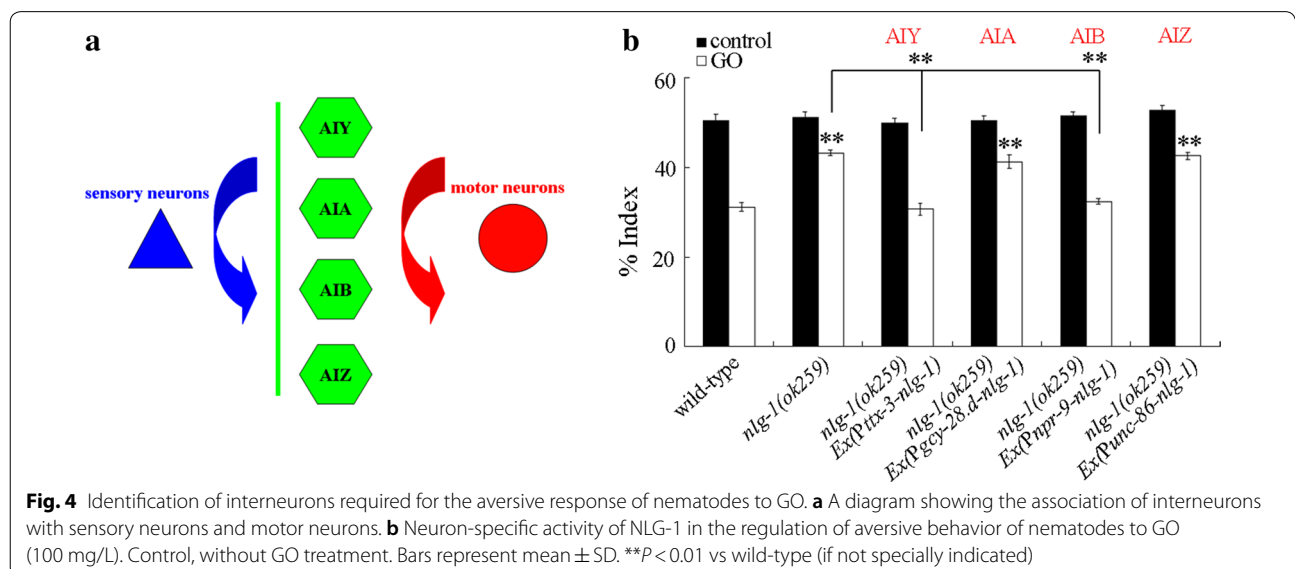 a
AIY
AIA
AIB
AIZ
sensory neurons
motor neurons
b
control
GO
AIY AIA AIB AIZ
** **
** ** **
% Index
60
40
20
0
wild-type
nlg-1(ok259)
nlg-1(ok259)
Ex(Pttx-3-nlg-1)
nlg-1(ok259)
Ex(Pgcy-28.d-nlg-1)
nlg-1(ok259)
Ex(Pnpr-9-nlg-1)
nlg-1(ok259)
Ex(Punc-86-nlg-1)
Fig. 4 Identification of interneurons required for the aversive response of nematodes to GO. a A diagram showing the association of interneurons
with sensory neurons and motor neurons. b Neuron-specific activity of NLG-1 in the regulation of aversive behavior of nematodes to GO
(100 mg/L). Control, without GO treatment. Bars represent mean ± SD. **P < 0.01 vs wild-type (if not specially indicated)